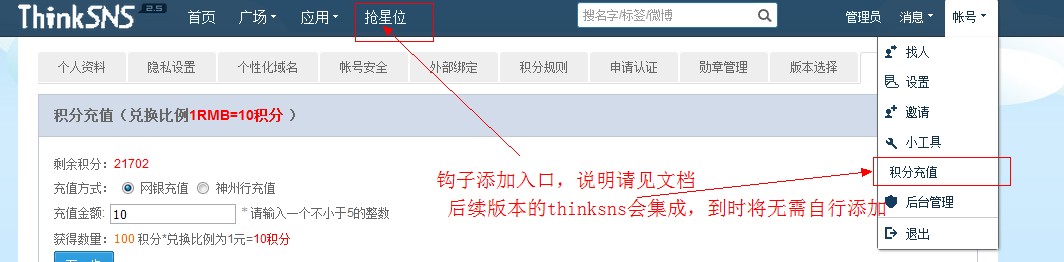 ThinkSNS 2.5 首页 广场 应用 抢星位 搜名字/标签/微博 管理员 消息 帐号
个人资料 隐私设置 个性化域名 帐号安全 外部绑定 积分规则 申请认证 勋章管理 版本选择
找人
设置
邀请
小工具
积分充值
后台管理
退出
积分充值（兑换比例1RMB=10积分 ）
剩余积分：21702
充值方式： 网银充值 神州行充值
充值金额: 10 * 请输入一个不小于5的整数
获得数量：100 积分*兑换比例为1元=10积分
下一步
钩子添加入口，说明请见文档
后续版本的thinksns会集成，到时将无需自行添加